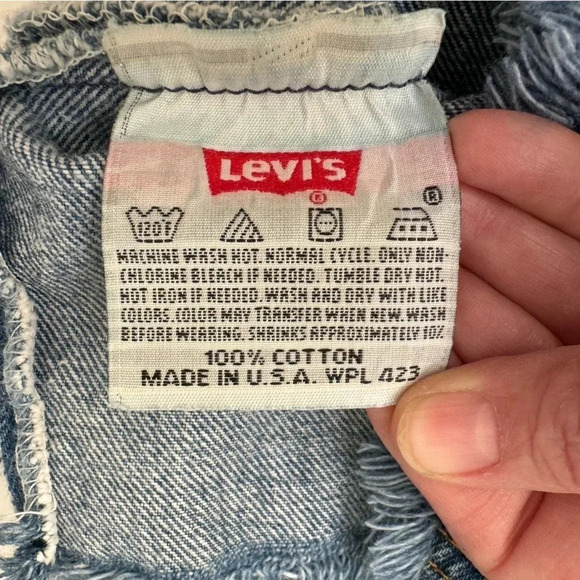 LEVI'S
®
®
120F
MACHINE WASH HOT. NORMAL CYCLE. ONLY NON-
CHLORINE BLEACH IF NEEDED. TUMBLE DRY HOT.
HOT IRON IF NEEDED. WASH AND DRY WITH LIKE
COLORS. COLOR MAY TRANSFER WHEN NEW. WASH
BEFORE WEARING. SHRINKS APPROXIMATELY 10%
100% COTTON
MADE IN U.S.A. WPL 423